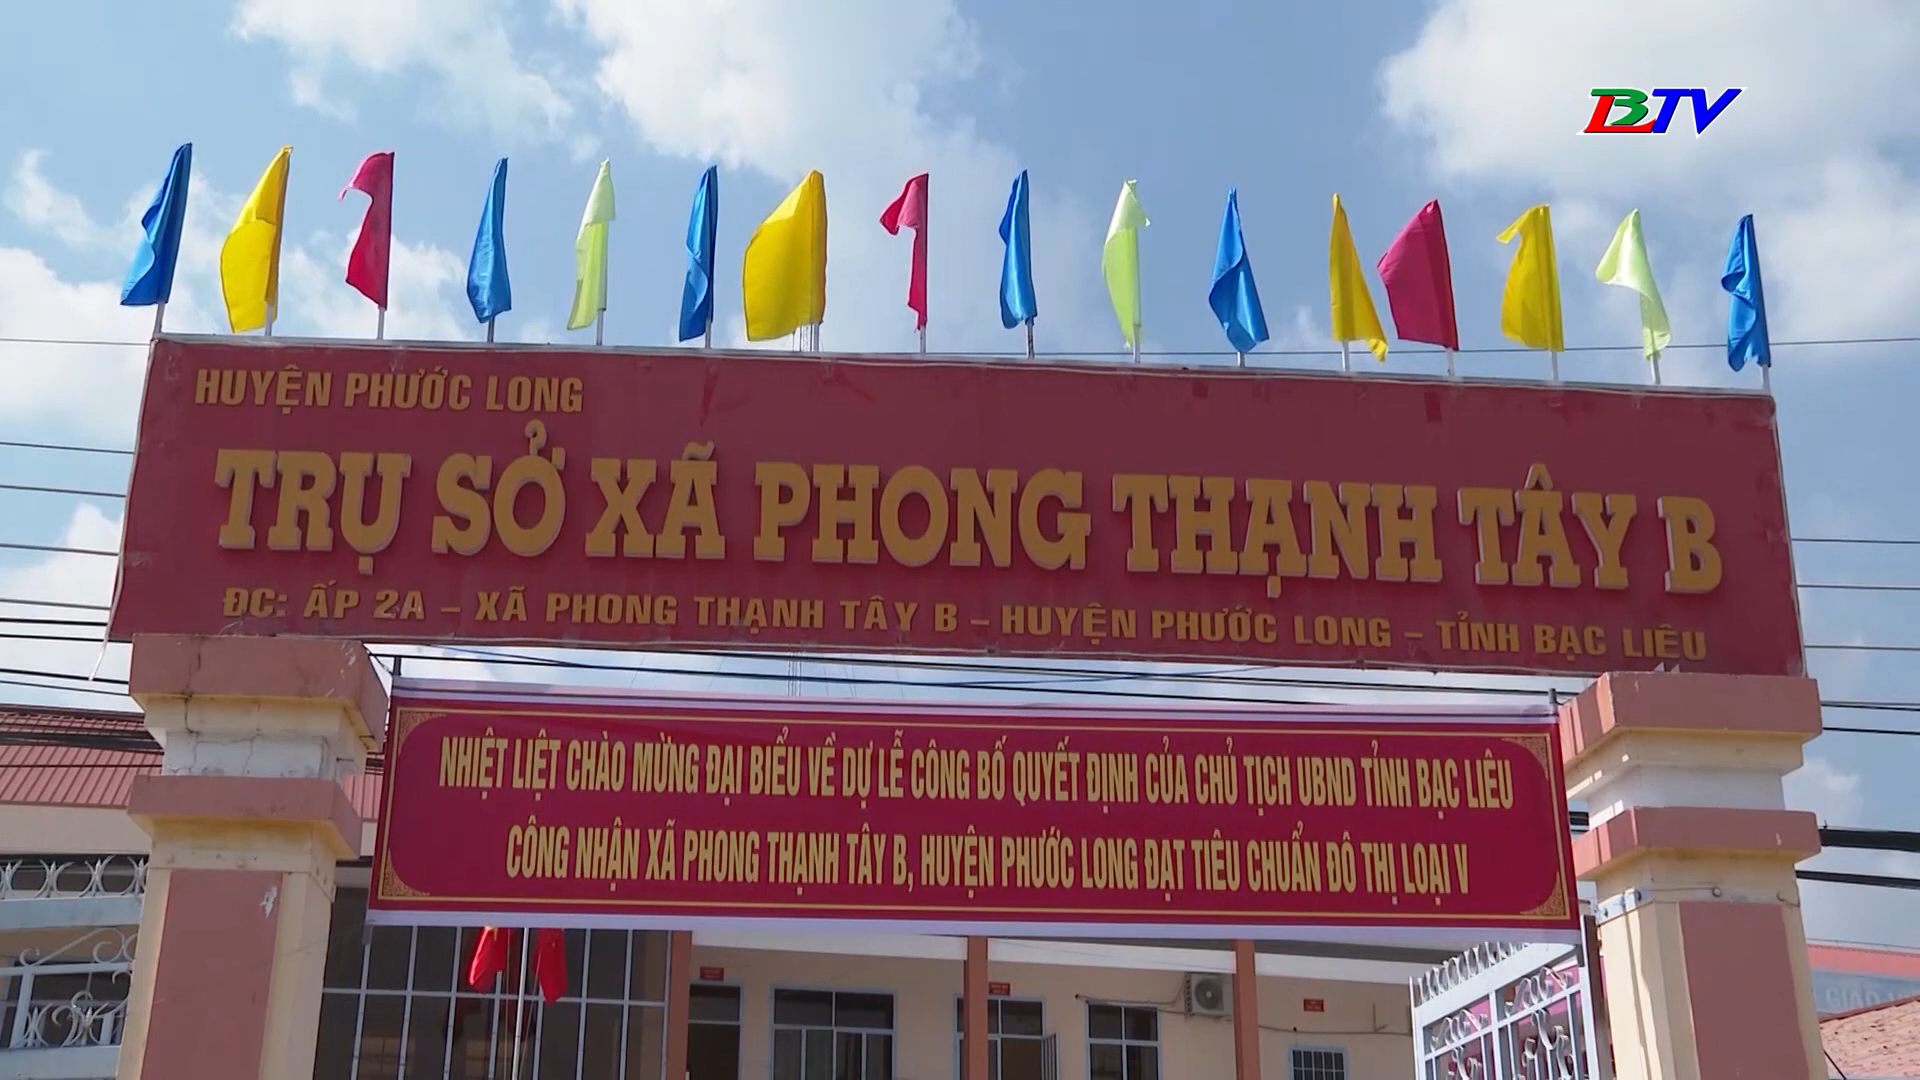 BTV
HUYỆN PHƯỚC LONG
TRỤ SỞ XÃ PHONG THẠNH TÂY B
ĐC: ẤP 2A - XÃ PHONG THẠNH TÂY B - HUYỆN PHƯỚC LONG - TỈNH BẠC LIÊU
NHIỆT LIỆT CHÀO MỪNG ĐẠI BIỂU VỀ DỰ LỄ CÔNG BỐ QUYẾT ĐỊNH CỦA CHỦ TỊCH UBND TỈNH BẠC LIÊU
CÔNG NHẬN XÃ PHONG THẠNH TÂY B, HUYỆN PHƯỚC LONG ĐẠT TIÊU CHUẨN ĐÔ THỊ LOẠI V